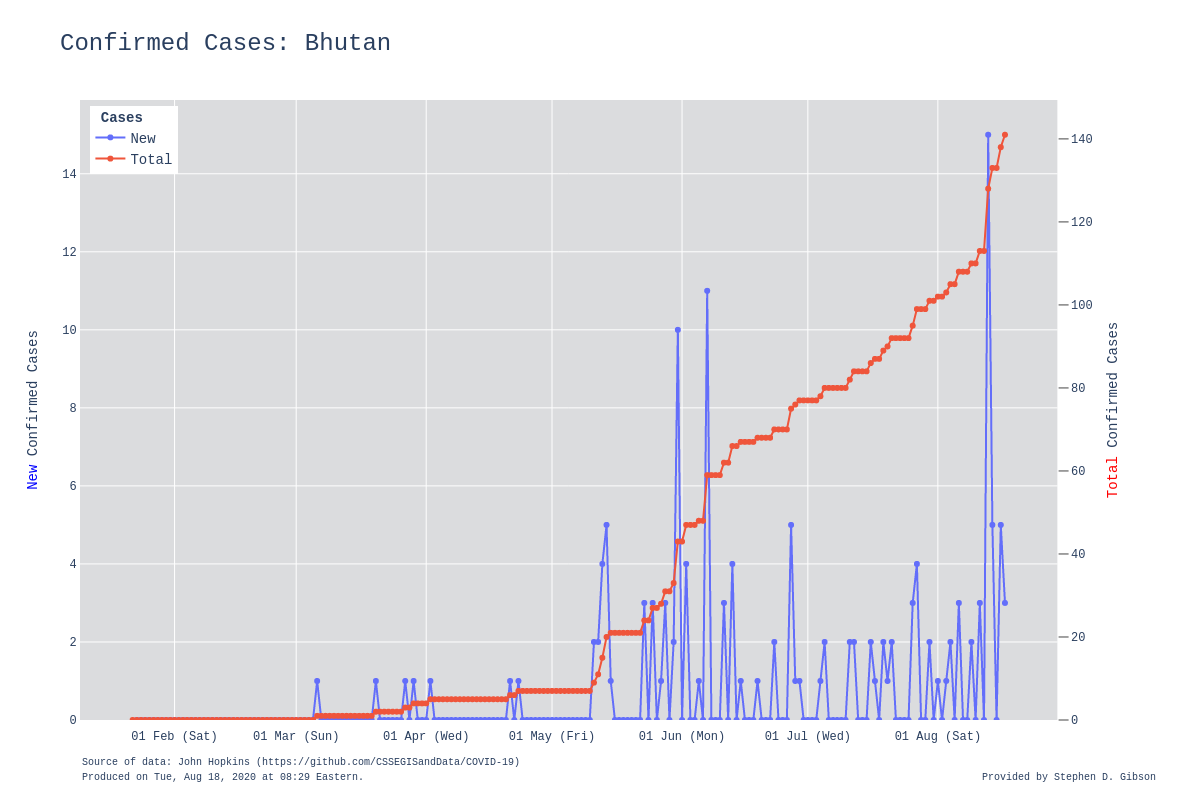 Confirmed Cases: Bhutan
Cases
New
Total
14
12
10
8
6
4
2
0
New Confirmed Cases
140
120
100
80
60
40
20
0
Total Confirmed Cases
01 Feb (Sat)
01 Mar (Sun)
01 Apr (Wed)
01 May (Fri)
01 Jun (Mon)
01 Jul (Wed)
01 Aug (Sat)
Source of data: John Hopkins (https://github.com/CSSEGISandData/COVID-19)
Produced on Tue, Aug 18, 2020 at 08:29 Eastern.
Provided by Stephen D. Gibson